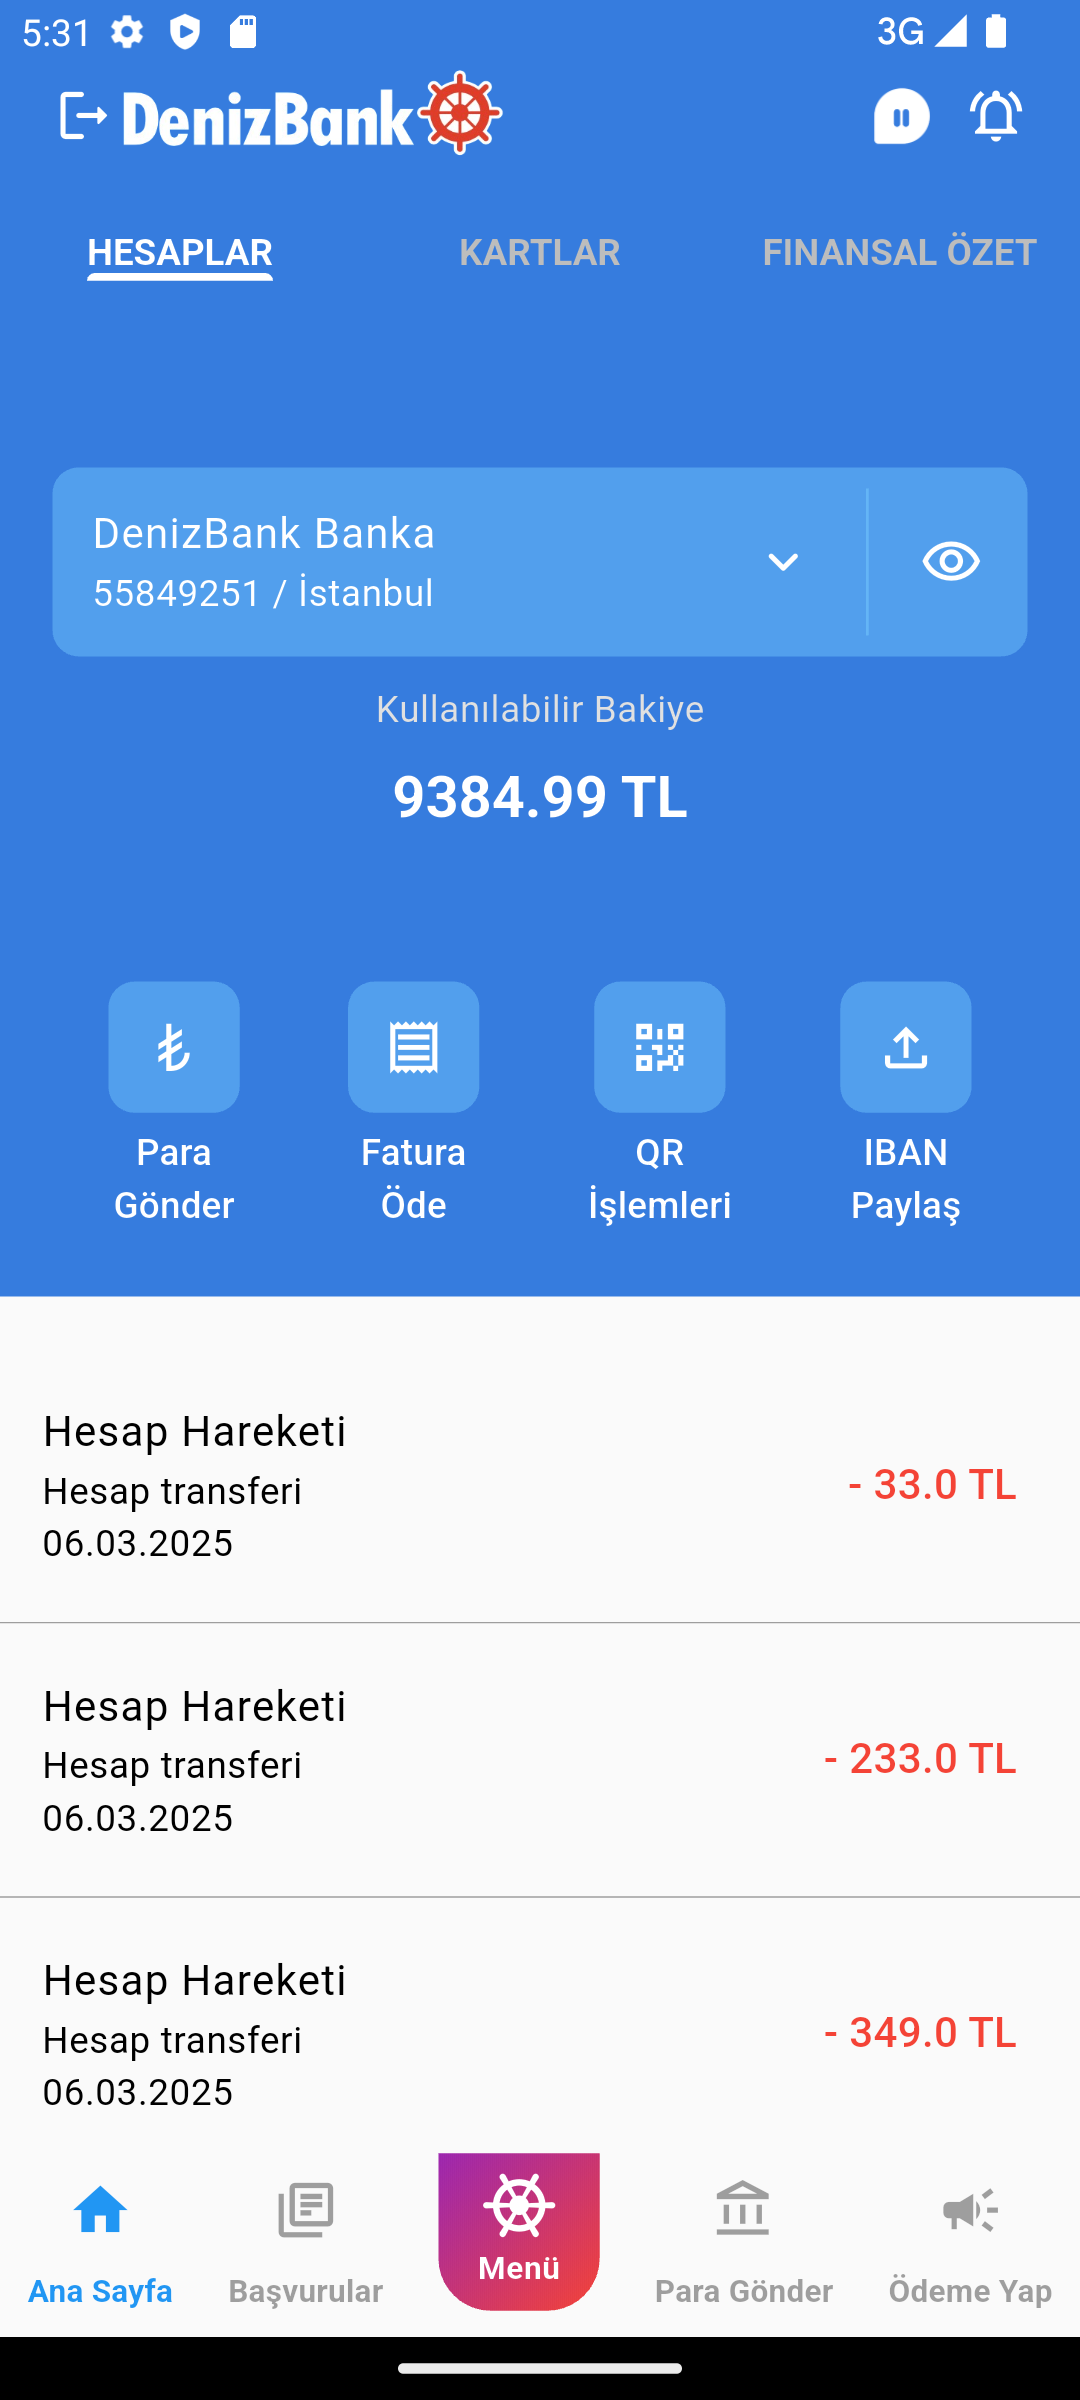 5:31
3G
DenizBank
HESAPLAR
KARTLAR
FINANSAL ÖZET
DenizBank Banka
55849251 / İstanbul
Kullanılabilir Bakiye
9384.99 TL
Para
Gönder
Fatura
Öde
QR
İşlemleri
IBAN
Paylaş
Hesap Hareketi
Hesap transferi
06.03.2025
- 33.0 TL
Hesap Hareketi
Hesap transferi
06.03.2025
- 233.0 TL
Hesap Hareketi
Hesap transferi
06.03.2025
- 349.0 TL
Ana Sayfa
Başvurular
Menü
Para Gönder
Ödeme Yap